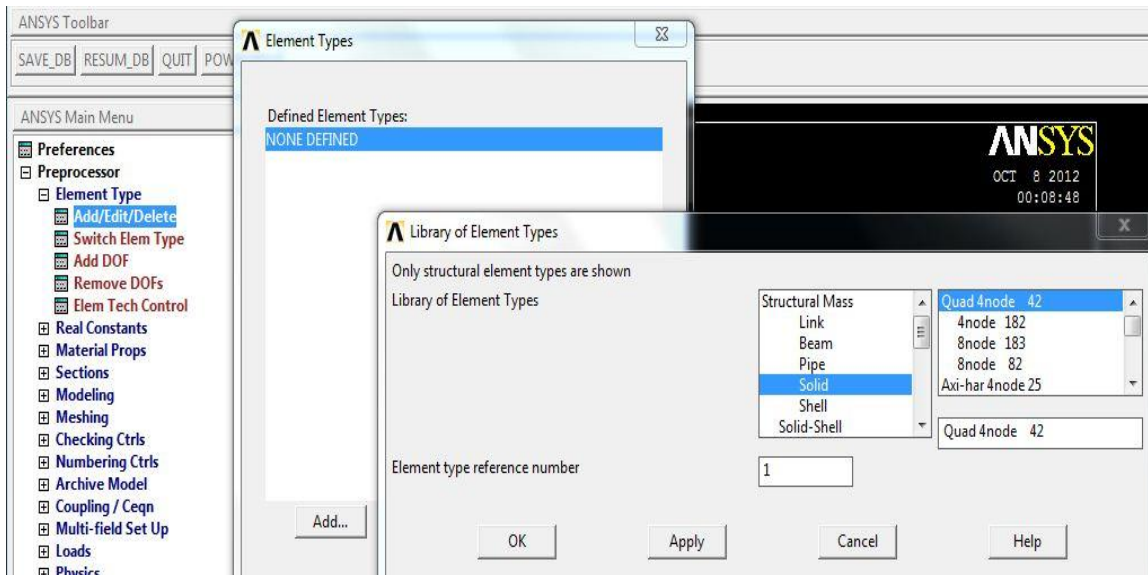 ANSYS Toolbar
SAVE_DB RESUM_DB QUIT POW
ANSYS Main Menu
Preferences
Preprocessor
Element Type
Add/Edit/Delete
Switch Elem Type
Add DOF
Remove DOFs
Elem Tech Control
Real Constants
Material Props
Sections
Modeling
Meshing
Checking Ctrls
Numbering Ctrls
Archive Model
Coupling / Ceqn
Multi-field Set Up
Loads
Physics
Element Types
Defined Element Types:
NONE DEFINED
Add...
ANSYS
OCT 8 2012
00:08:48
Library of Element Types
Only structural element types are shown
Library of Element Types
Structural Mass
Link
Beam
Pipe
Solid
Shell
Solid-Shell
Quad 4node 42
4node 182
8node 183
8node 82
Axi-har 4node 25
Quad 4node 42
Element type reference number
1
OK Apply Cancel Help